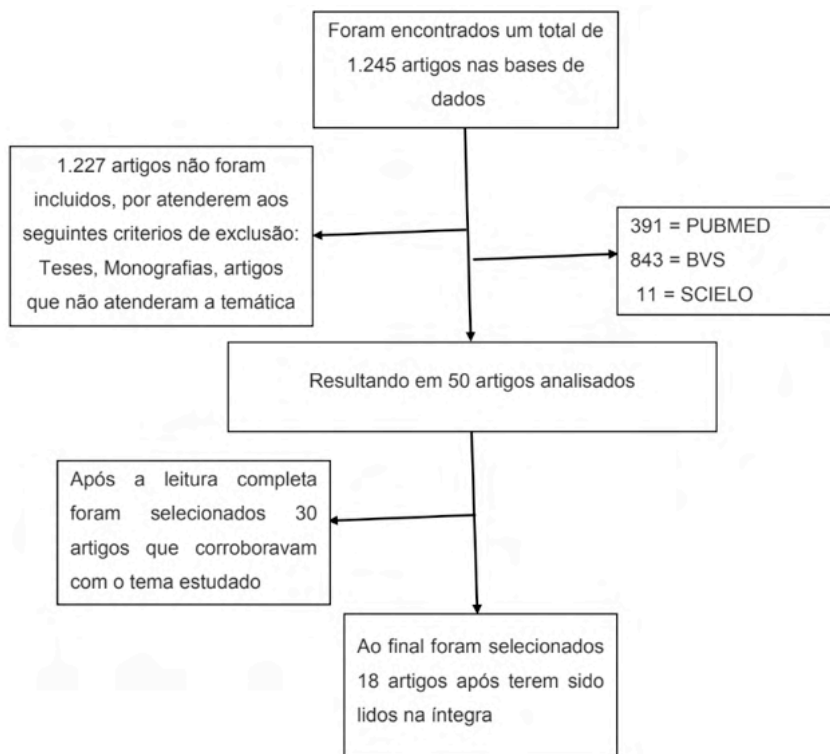 Foram encontrados um total de
1.245 artigos nas bases de
dados
1.227 artigos não foram
incluidos, por atenderem aos
seguintes criterios de exclusão:
Teses, Monografias, artigos
que não atenderam a temática
391 = PUBMED
843 = BVS
11 = SCIELO
Resultando em 50 artigos analisados
Após a leitura completa
foram selecionados 30
artigos que corroboravam
com o tema estudado
Ao final foram selecionados
18 artigos após terem sido
lidos na íntegra